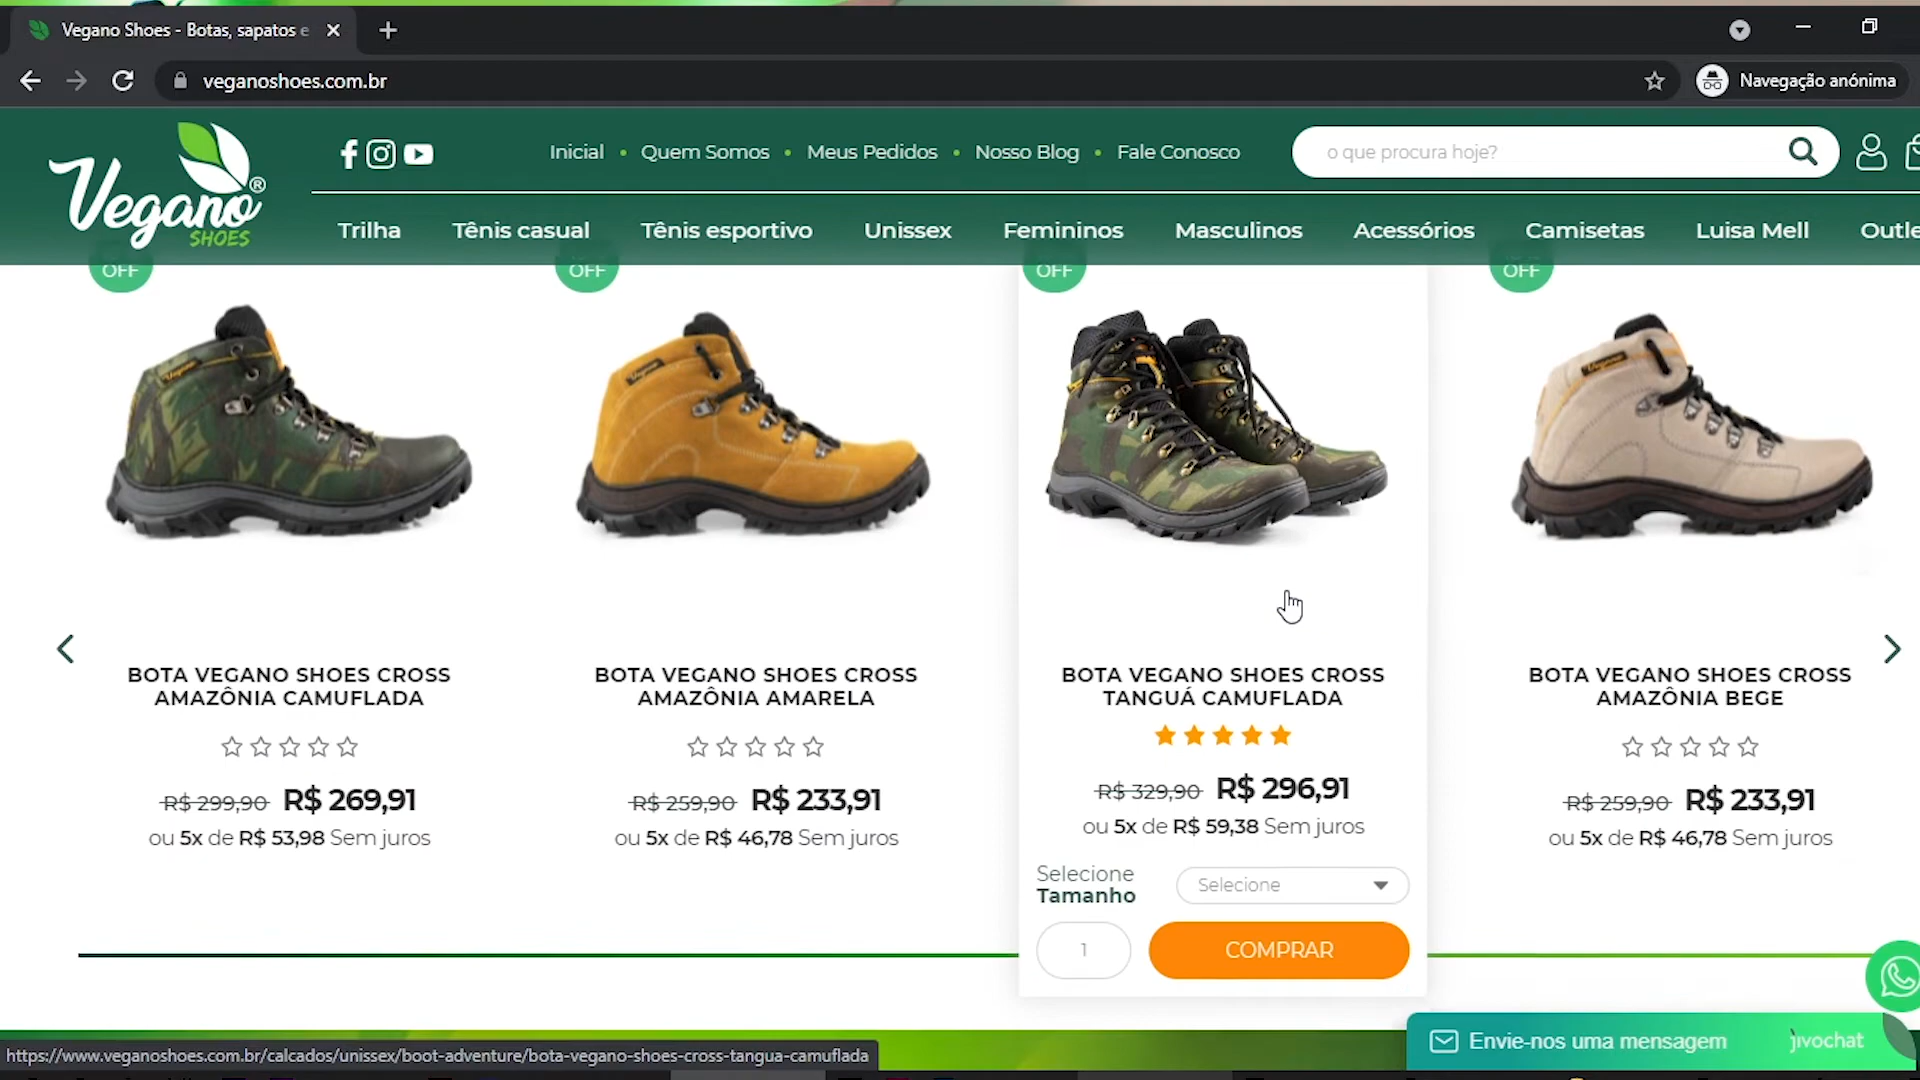 Vegano Shoes - Botas, sapatos e
veganoshoes.com.br
Navegação anónima
Vegano®
SHOES
Inicial • Quem Somos • Meus Pedidos • Nosso Blog • Fale Conosco
o que procura hoje?
Trilha Tênis casual Tênis esportivo Unissex Femininos Masculinos Acessórios Camisetas Luisa Mell Outle
OFF OFF OFF OFF
BOTA VEGANO SHOES CROSS
AMAZÔNIA CAMUFLADA
R$ 299,90 R$ 269,91
ou 5x de R$ 53,98 Sem juros
BOTA VEGANO SHOES CROSS
AMAZÔNIA AMARELA
R$ 259,90 R$ 233,91
ou 5x de R$ 46,78 Sem juros
BOTA VEGANO SHOES CROSS
TANGUÁ CAMUFLADA
R$ 329,90 R$ 296,91
ou 5x de R$ 59,38 Sem juros
Selecione
Tamanho
Selecione
1
COMPRAR
BOTA VEGANO SHOES CROSS
AMAZÔNIA BEGE
R$ 259,90 R$ 233,91
ou 5x de R$ 46,78 Sem juros
Envie-nos uma mensagem
jivochat
https://www.veganoshoes.com.br/calcados/unissex/boot-adventure/bota-vegano-shoes-cross-tangua-camuflada